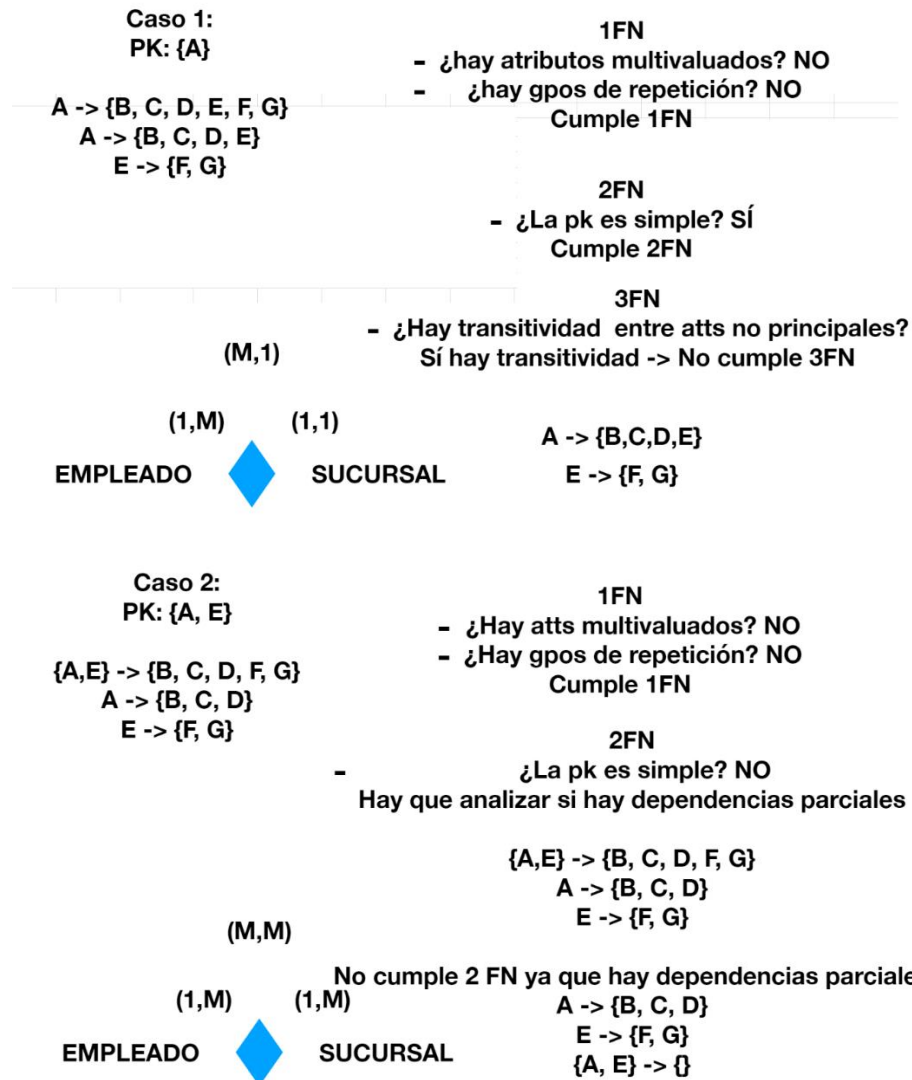 Caso 1:
PK: {A}
A -> {B, C, D, E, F, G}
A -> {B, C, D, E}
E -> {F, G}
1FN
- ¿hay atributos multivaluados? NO
- ¿hay gpos de repetición? NO
Cumple 1FN
2FN
- ¿La pk es simple? SÍ
Cumple 2FN
3FN
- ¿Hay transitividad entre atts no principales?
Sí hay transitividad -> No cumple 3FN
(M,1)
(1,M) (1,1)
EMPLEADO SUCURSAL
A -> {B,C,D,E}
E -> {F, G}
Caso 2:
PK: {A, E}
{A,E} -> {B, C, D, F, G}
A -> {B, C, D}
E -> {F, G}
1FN
- ¿Hay atts multivaluados? NO
- ¿Hay gpos de repetición? NO
Cumple 1FN
2FN
- ¿La pk es simple? NO
Hay que analizar si hay dependencias parciales
{A,E} -> {B, C, D, F, G}
A -> {B, C, D}
E -> {F, G}
(M,M)
(1,M) (1,M)
EMPLEADO SUCURSAL
No cumple 2 FN ya que hay dependencias parciale
A -> {B, C, D}
E -> {F, G}
{A, E} -> {}